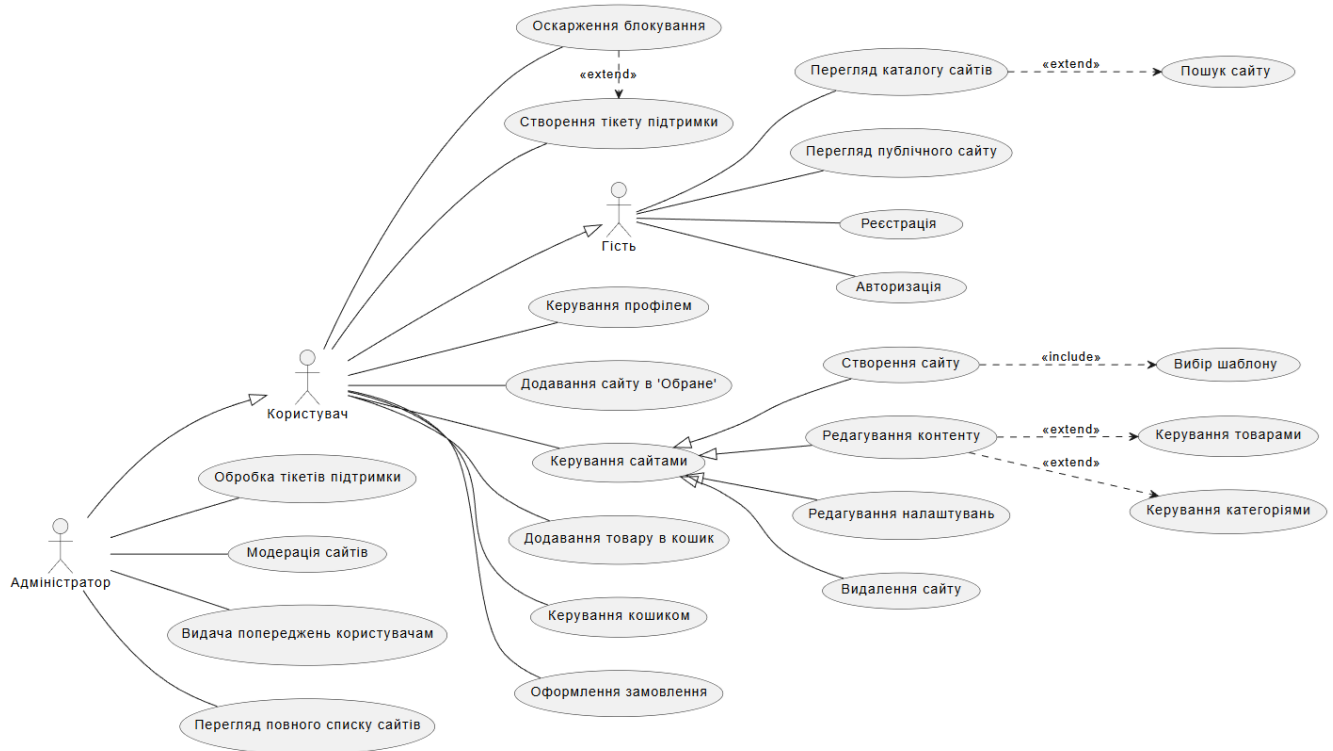 Оскарження блокування
«extend»
Створення тікету підтримки
Перегляд каталогу сайтів
«extend»
Пошук сайту
Перегляд публічного сайту
Реєстрація
Авторизація
Гість
Керування профілем
Додавання сайту в 'Обране'
Користувач
Керування сайтами
Створення сайту
«include»
Вибір шаблону
Редагування контенту
«extend»
Керування товарами
«extend»
Керування категоріями
Редагування налаштувань
Видалення сайту
Обробка тікетів підтримки
Додавання товару в кошик
Модерація сайтів
Адміністратор
Керування кошиком
Видача попереджень користувачам
Оформлення замовлення
Перегляд повного списку сайтів